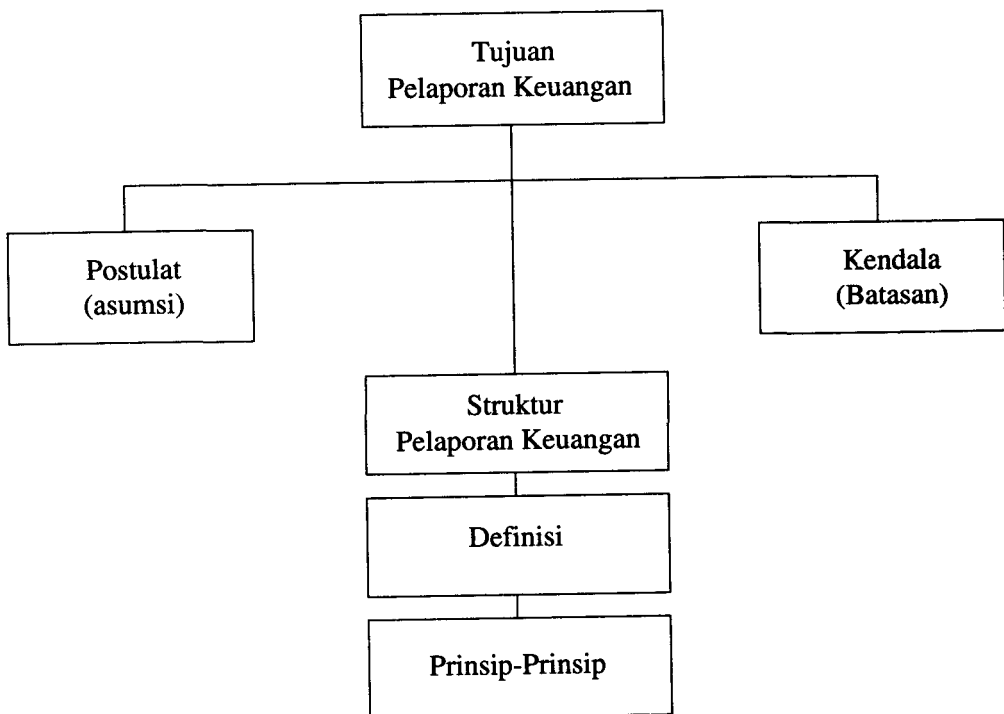 Tujuan
Pelaporan Keuangan
Postulat
(asumsi)
Kendala
(Batasan)
Struktur
Pelaporan Keuangan
Definisi
Prinsip-Prinsip